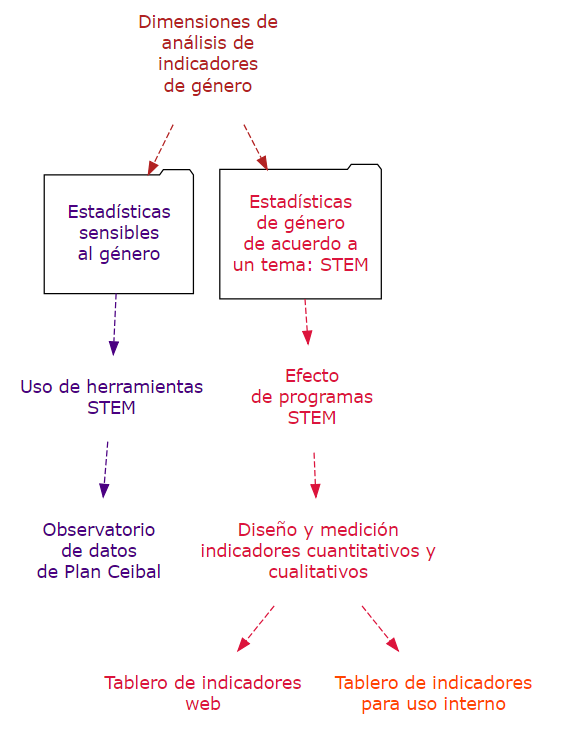 Dimensiones de
análisis de
indicadores
de género
Estadísticas
sensibles
al género
Estadísticas
de género
de acuerdo a
un tema: STEM
Uso de herramientas
STEM
Efecto
de programas
STEM
Observatorio
de datos
de Plan Ceibal
Diseño y medición
indicadores cuantitativos y
cualitativos
Tablero de indicadores
web
Tablero de indicadores
para uso interno